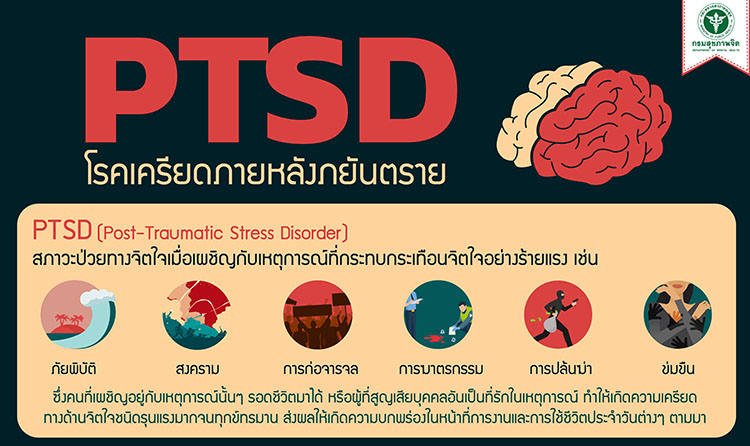 กรมสุขภาพจิต
DEPARTMENT OF MENTAL HEALTH
PTSD
โรคเครียดภายหลังภยันตราย
PTSD (Post-Traumatic Stress Disorder)
สภาวะป่วยทางจิตใจเมื่อเผชิญกับเหตุการณ์ที่กระทบกระเทือนจิตใจอย่างร้ายแรง เช่น
ภัยพิบัติ
สงคราม
การก่อจารจล
การฆาตรกรรม
การปล้นฆ่า
ข่มขืน
ซึ่งคนที่เผชิญอยู่กับเหตุการณ์นั้นๆ รอดชีวิตมาได้ หรือผู้ที่สูญเสียบุคคลอันเป็นที่รักในเหตุการณ์ ทำให้เกิดความเครียด
ทางด้านจิตใจชนิดรุนแรงมากจนทุกข์ทรมาน ส่งผลให้เกิดความบกพร่องในหน้าที่การงานและการใช้ชีวิตประจำวันต่างๆ ตามมา